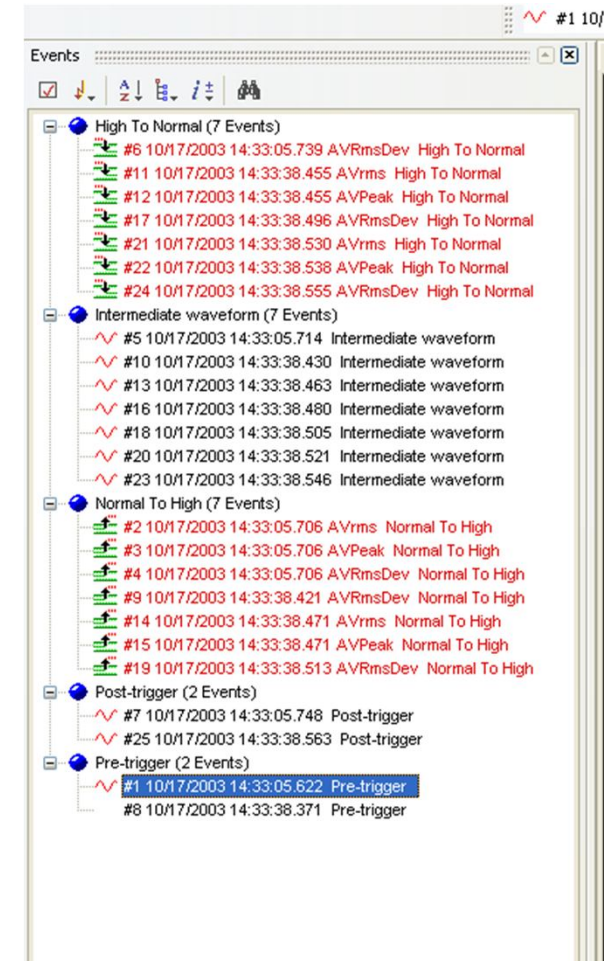 #1 10/
Events
High To Normal (7 Events)
#6 10/17/2003 14:33:05.739 AVRmsDev High To Normal
#11 10/17/2003 14:33:38.455 AVrms High To Normal
#12 10/17/2003 14:33:38.455 AVPeak High To Normal
#17 10/17/2003 14:33:38.496 AVRmsDev High To Normal
#21 10/17/2003 14:33:38.530 AVrms High To Normal
#22 10/17/2003 14:33:38.538 AVPeak High To Normal
#24 10/17/2003 14:33:38.555 AVRmsDev High To Normal
Intermediate waveform (7 Events)
#5 10/17/2003 14:33:05.714 Intermediate waveform
#10 10/17/2003 14:33:38.430 Intermediate waveform
#13 10/17/2003 14:33:38.463 Intermediate waveform
#16 10/17/2003 14:33:38.480 Intermediate waveform
#18 10/17/2003 14:33:38.505 Intermediate waveform
#20 10/17/2003 14:33:38.521 Intermediate waveform
#23 10/17/2003 14:33:38.546 Intermediate waveform
Normal To High (7 Events)
#2 10/17/2003 14:33:05.706 AVrms Normal To High
#3 10/17/2003 14:33:05.706 AVPeak Normal To High
#4 10/17/2003 14:33:05.706 AVRmsDev Normal To High
#9 10/17/2003 14:33:38.421 AVRmsDev Normal To High
#14 10/17/2003 14:33:38.471 AVrms Normal To High
#15 10/17/2003 14:33:38.471 AVPeak Normal To High
#19 10/17/2003 14:33:38.513 AVRmsDev Normal To High
Post-trigger (2 Events)
#7 10/17/2003 14:33:05.748 Post-trigger
#25 10/17/2003 14:33:38.563 Post-trigger
Pre-trigger (2 Events)
#1 10/17/2003 14:33:05.622 Pre-trigger
#8 10/17/2003 14:33:38.371 Pre-trigger